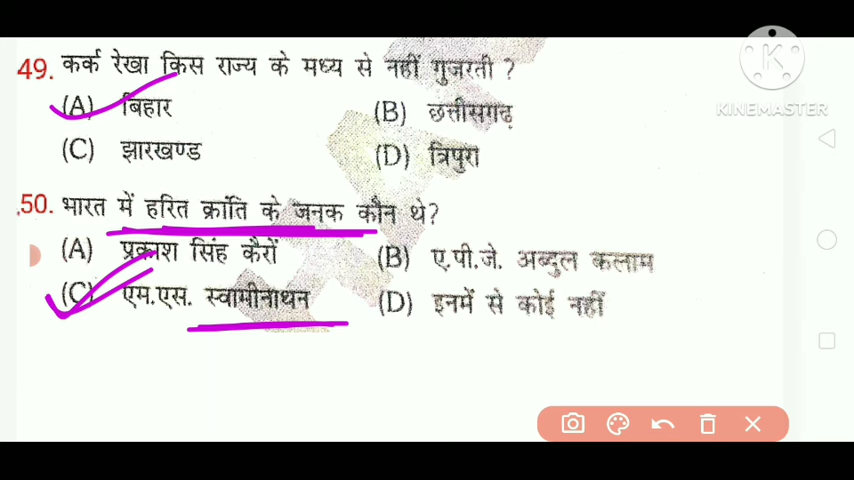 49. कर्क रेखा किस राज्य के मध्य से नहीं गुजरती ?
(A) बिहार (B) छत्तीसगढ़
(C) झारखण्ड (D) त्रिपुरा
50. भारत में हरित क्रांति के जनक कौन थे?
(A) प्रकाश सिंह कैरों (B) ए.पी.जे. अब्दुल कलाम
(C) एम.एस. स्वामीनाथन (D) इनमें से कोई नहीं
K
KINEMASTER